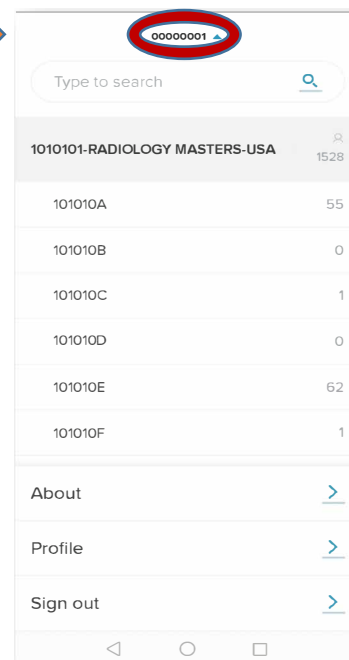 00000001
Type to search
1010101-RADIOLOGY MASTERS-USA 1528
101010A 55
101010B 0
101010C 1
101010D 0
101010E 62
101010F 1
About
Profile
Sign out